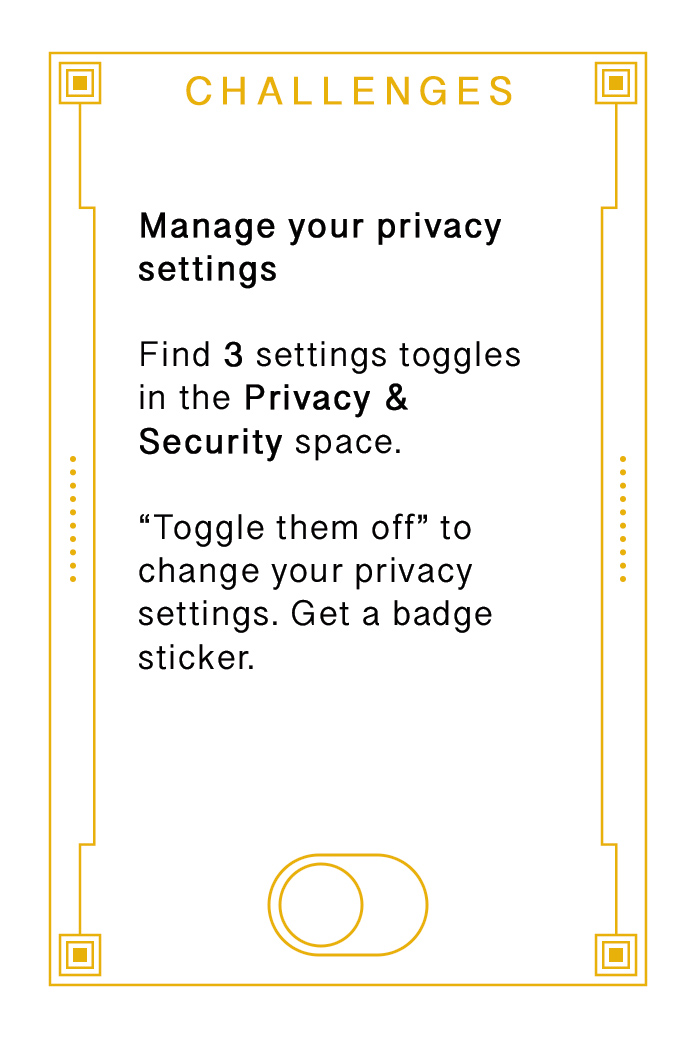 CHALLENGES
Manage your privacy
settings
Find 3 settings toggles
in the Privacy &
Security space.
“Toggle them off” to
change your privacy
settings. Get a badge
sticker.